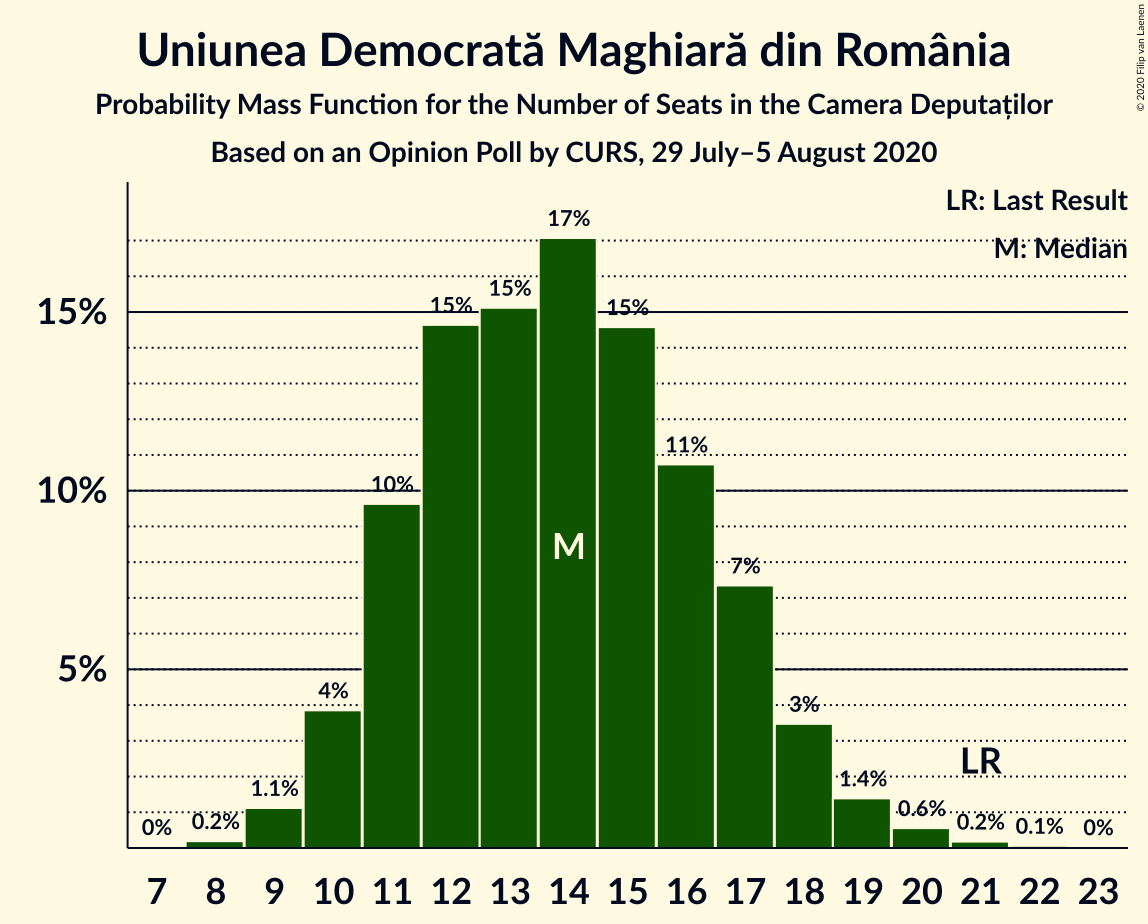 Uniunea Democrată Maghiară din România
Probability Mass Function for the Number of Seats in the Camera Deputaților
Based on an Opinion Poll by CURS, 29 July–5 August 2020
© 2020 Filip van Laenen
LR: Last Result
M: Median
15%
10%
5%
0%
0.2%
1.1%
4%
10%
15%
15%
17%
15%
11%
7%
3%
1.4%
0.6%
0.2%
0.1%
0%
M
LR
7 8 9 10 11 12 13 14 15 16 17 18 19 20 21 22 23